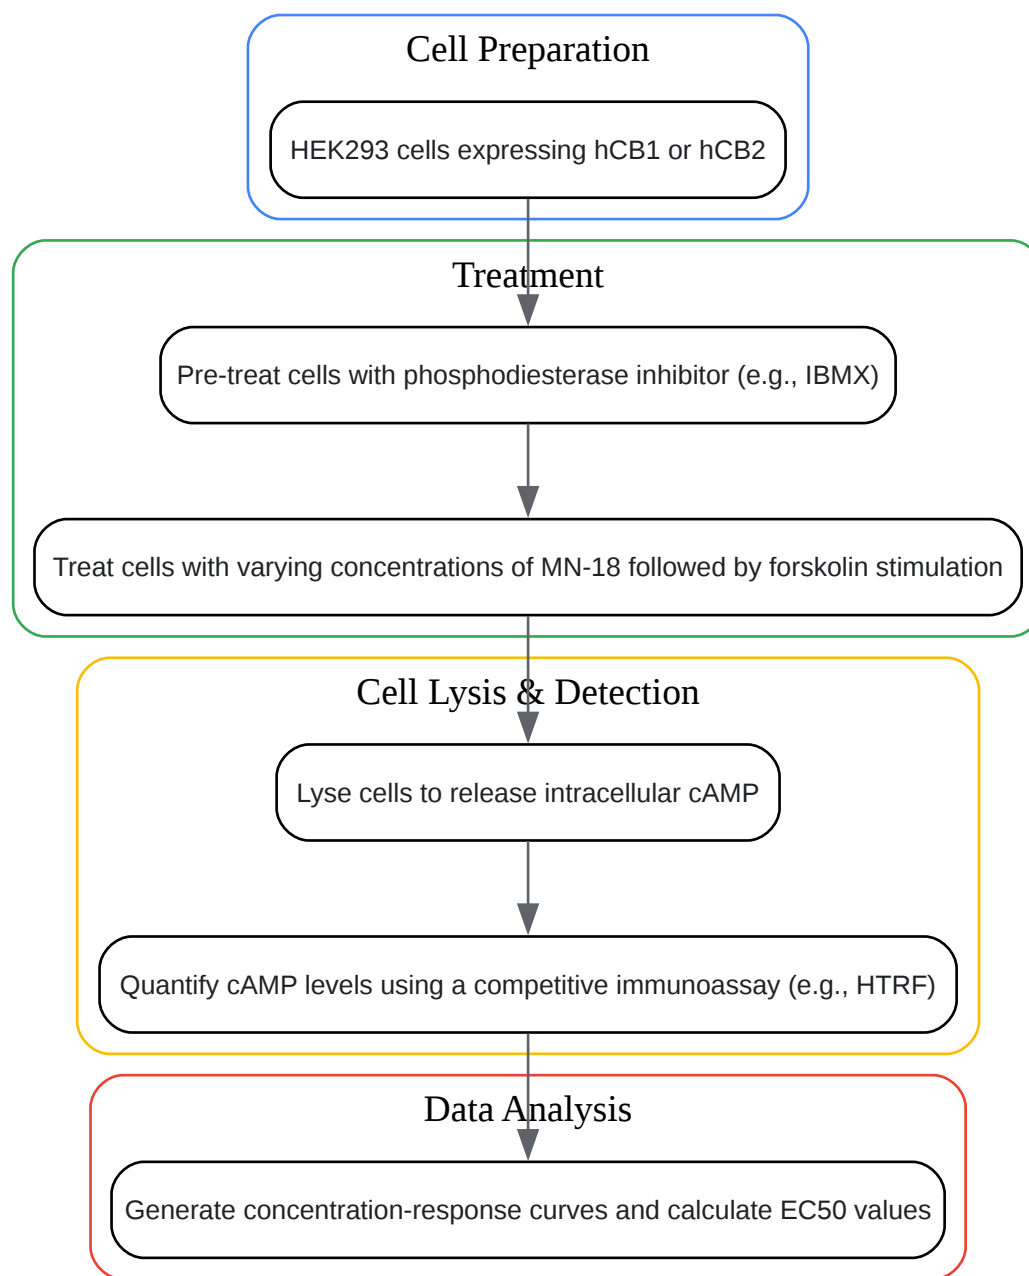 Cell Preparation
HEK293 cells expressing hCB1 or hCB2
Treatment
Pre-treat cells with phosphodiesterase inhibitor (e.g., IBMX)
Treat cells with varying concentrations of MN-18 followed by forskolin stimulation
Cell Lysis & Detection
Lyse cells to release intracellular cAMP
Quantify cAMP levels using a competitive immunoassay (e.g., HTRF)
Data Analysis
Generate concentration-response curves and calculate EC50 values